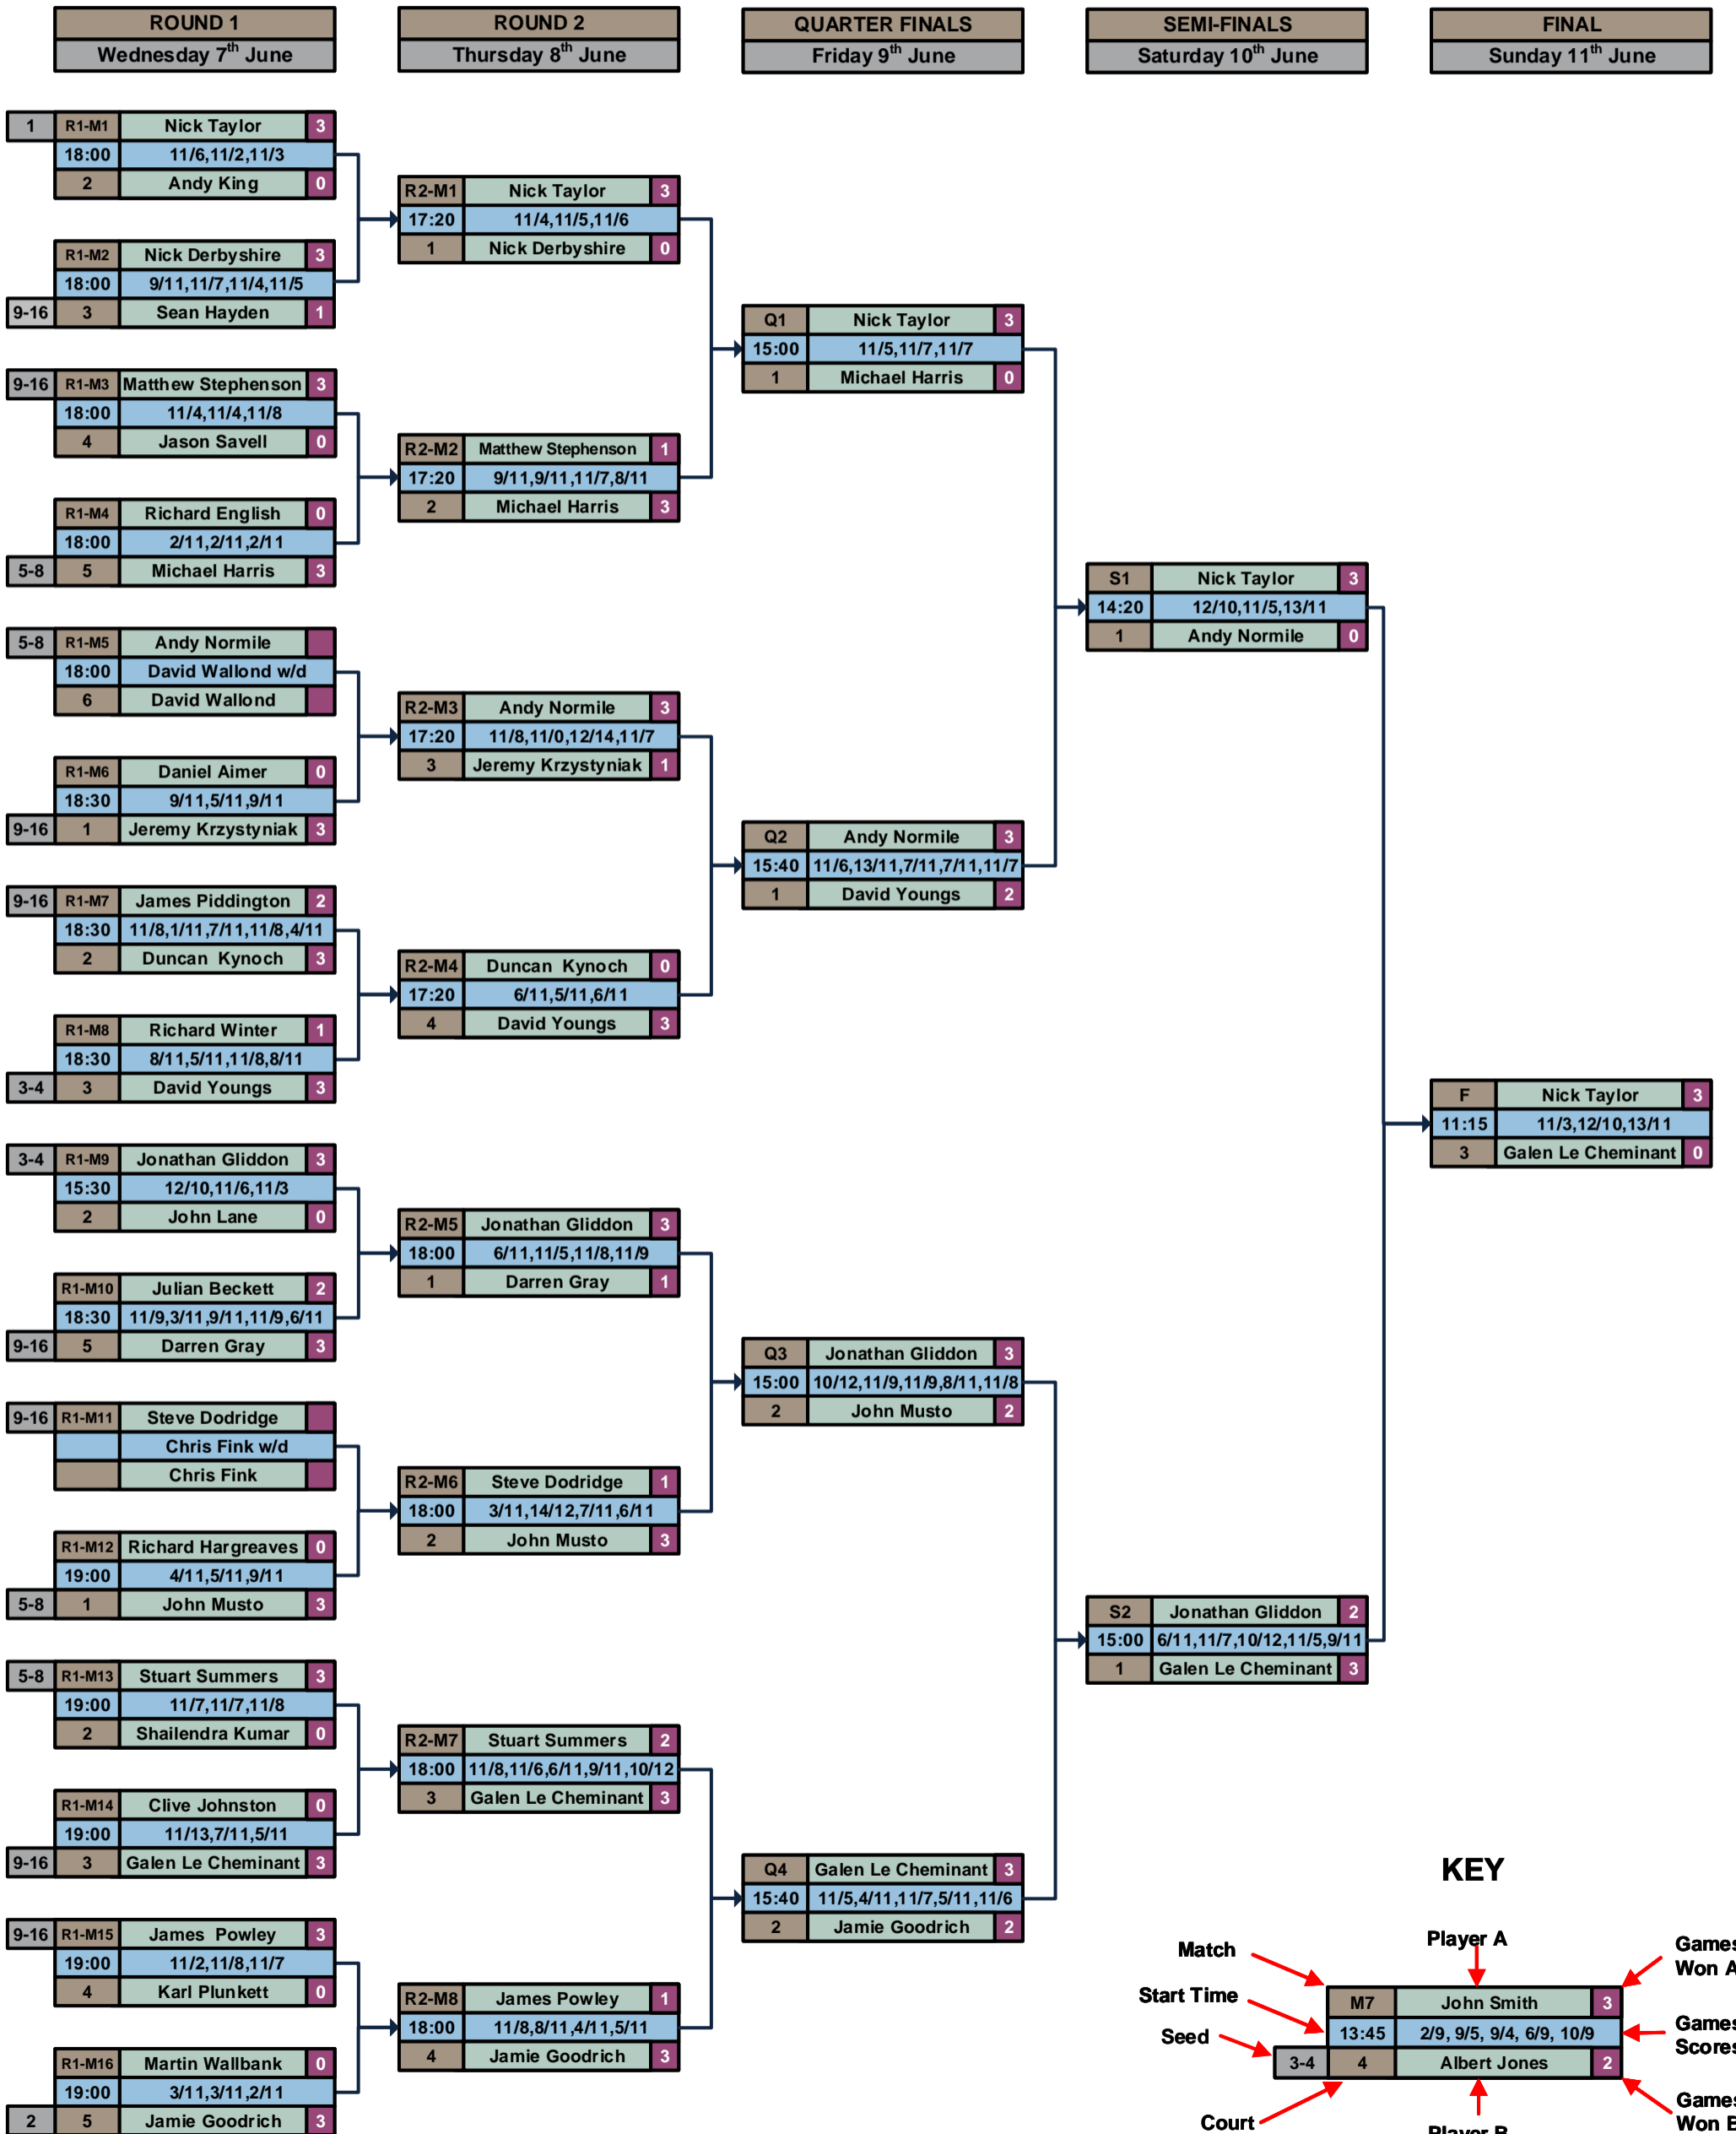 ROUND 1
Wednesday 7th June
ROUND 2
Thursday 8th June
QUARTER FINALS
Friday 9th June
SEMI-FINALS
Saturday 10th June
FINAL
Sunday 11th June
1 R1-M1 Nick Taylor 3
18:00 11/6,11/2,11/3
2 Andy King 0
R1-M2 Nick Derbyshire 3
18:00 9/11,11/7,11/4,11/5
9-16 3 Sean Hayden 1
9-16 R1-M3 Matthew Stephenson 3
18:00 11/4,11/4,11/8
4 Jason Savell 0
R1-M4 Richard English 0
18:00 2/11,2/11,2/11
5-8 5 Michael Harris 3
5-8 R1-M5 Andy Normile
18:00 David Wallond w/d
6 David Wallond
R1-M6 Daniel Aimer 0
18:30 9/11,5/11,9/11
9-16 1 Jeremy Krzystyniak 3
9-16 R1-M7 James Piddington 2
18:30 11/8,1/11,7/11,11/8,4/11
2 Duncan Kynoch 3
R1-M8 Richard Winter 1
18:30 8/11,5/11,11/8,8/11
3-4 3 David Youngs 3
3-4 R1-M9 Jonathan Gliddon 3
15:30 12/10,11/6,11/3
2 John Lane 0
R1-M10 Julian Beckett 2
18:30 11/9,3/11,9/11,11/9,6/11
9-16 5 Darren Gray 3
9-16 R1-M11 Steve Dodridge
Chris Fink w/d
Chris Fink
R1-M12 Richard Hargreaves 0
19:00 4/11,5/11,9/11
5-8 1 John Musto 3
5-8 R1-M13 Stuart Summers 3
19:00 11/7,11/7,11/8
2 Shailendra Kumar 0
R1-M14 Clive Johnston 0
19:00 11/13,7/11,5/11
9-16 3 Galen Le Cheminant 3
9-16 R1-M15 James Powley 3
19:00 11/2,11/8,11/7
4 Karl Plunkett 0
R1-M16 Martin Wallbank 0
19:00 3/11,3/11,2/11
2 5 Jamie Goodrich 3
R2-M1 Nick Taylor 3
17:20 11/4,11/5,11/6
1 Nick Derbyshire 0
R2-M2 Matthew Stephenson 1
17:20 9/11,9/11,11/7,8/11
2 Michael Harris 3
R2-M3 Andy Normile 3
17:20 11/8,11/0,12/14,11/7
3 Jeremy Krzystyniak 1
R2-M4 Duncan Kynoch 0
17:20 6/11,5/11,6/11
4 David Youngs 3
R2-M5 Jonathan Gliddon 3
18:00 6/11,11/5,11/8,11/9
1 Darren Gray 1
R2-M6 Steve Dodridge 1
18:00 3/11,14/12,7/11,6/11
2 John Musto 3
R2-M7 Stuart Summers 2
18:00 11/8,11/6,6/11,9/11,10/12
3 Galen Le Cheminant 3
R2-M8 James Powley 1
18:00 11/8,8/11,4/11,5/11
4 Jamie Goodrich 3
Q1 Nick Taylor 3
15:00 11/5,11/7,11/7
1 Michael Harris 0
Q2 Andy Normile 3
15:40 11/6,13/11,7/11,7/11,11/7
1 David Youngs 2
Q3 Jonathan Gliddon 3
15:00 10/12,11/9,11/9,8/11,11/8
2 John Musto 2
Q4 Galen Le Cheminant 3
15:40 11/5,4/11,11/7,5/11,11/6
2 Jamie Goodrich 2
S1 Nick Taylor 3
14:20 12/10,11/5,13/11
1 Andy Normile 0
S2 Jonathan Gliddon 2
15:00 6/11,11/7,10/12,11/5,9/11
1 Galen Le Cheminant 3
F Nick Taylor 3
11:15 11/3,12/10,13/11
3 Galen Le Cheminant 0
KEY
Match
Player A
Games
Won A
Start Time
M7 John Smith 3
13:45 2/9, 9/5, 9/4, 6/9, 10/9
Games
Scores
Seed
3-4 4 Albert Jones 2
Court
Player B
Games
Won B